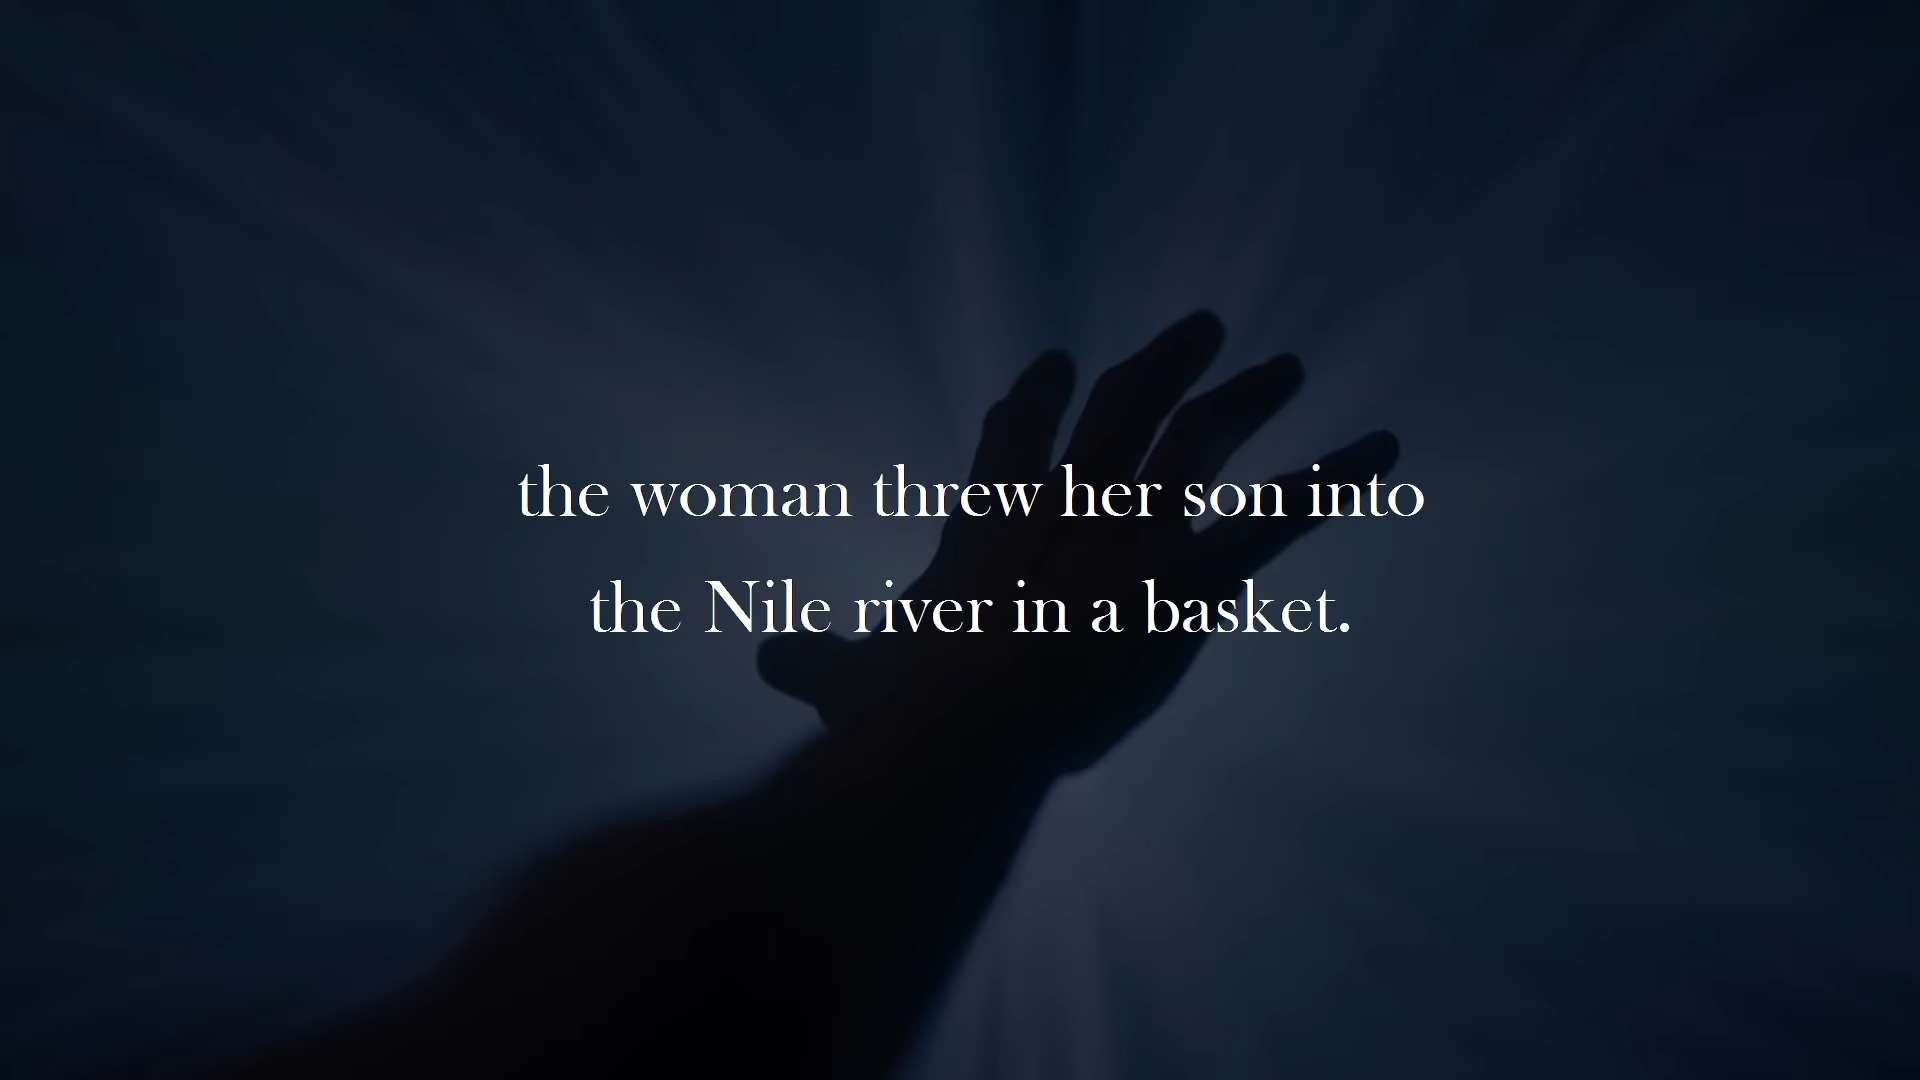 the woman threw her son into
the Nile river in a basket.